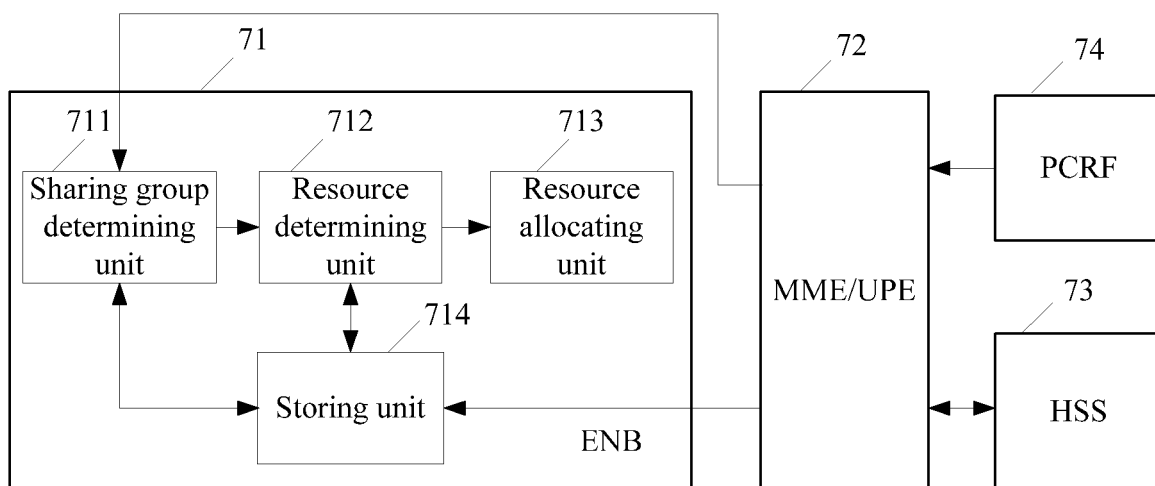 71
72
74
711
712
713
Sharing group
determining
unit
Resource
determining
unit
Resource
allocating
unit
PCRF
MME/UPE
714
73
Storing unit
ENB
HSS